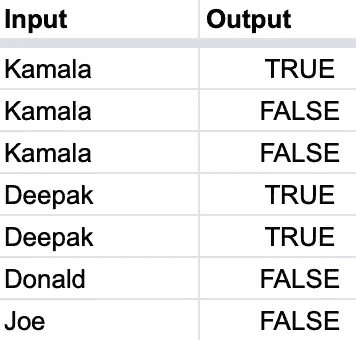 Input Output
Kamala TRUE
Kamala FALSE
Kamala FALSE
Deepak TRUE
Deepak TRUE
Donald FALSE
Joe FALSE